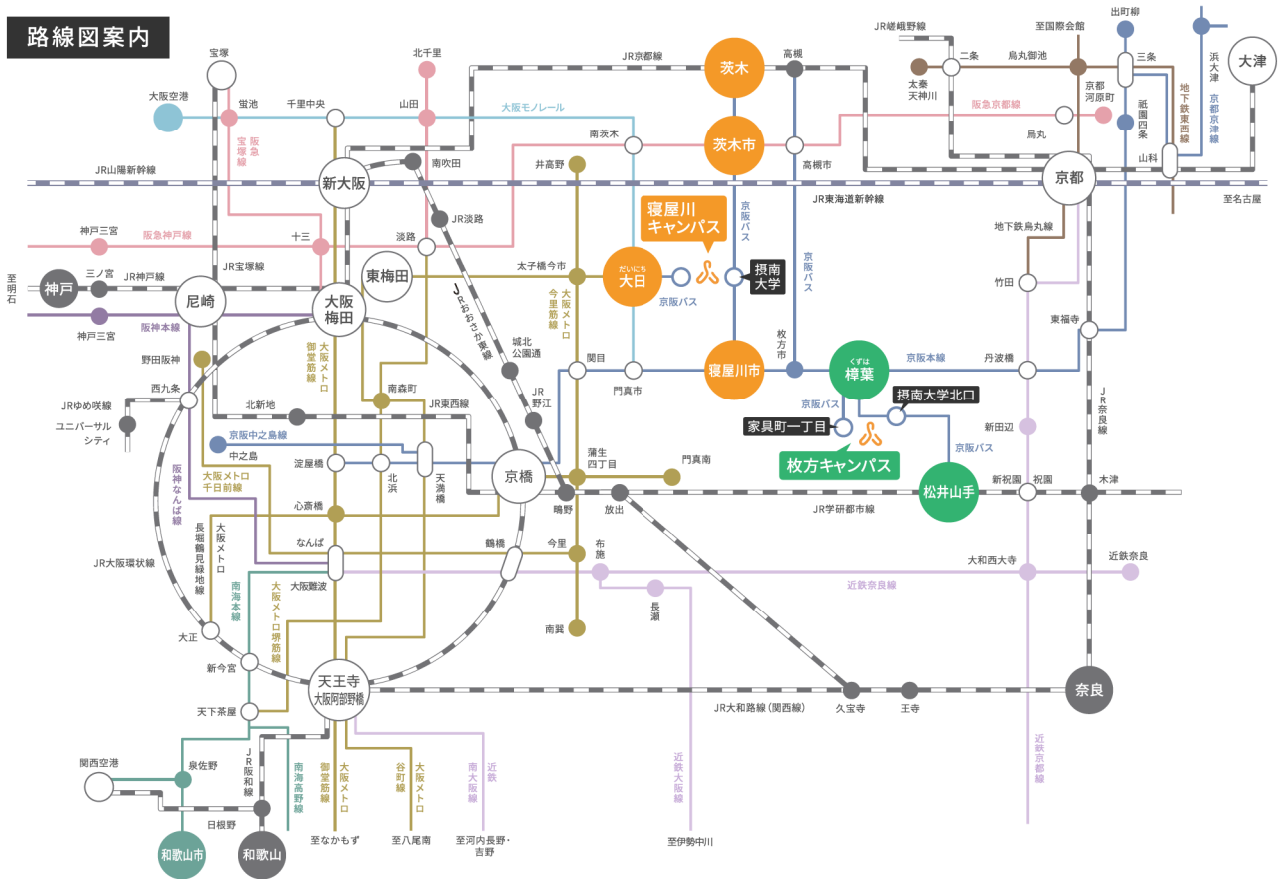 路線図案内
宝塚
北千里
JR京都線
茨木
高槻
JR嵯峨野線
至国際会館
出町柳
二条
烏丸御池
三条
浜大津
大津
太秦
天神川
京都
河原町
祇園四条
地下鉄東西線
京都京津線
大阪空港
蛍池
千里中央
山田
大阪モノレール
阪急京都線
烏丸
阪急
宝塚線
南茨木
茨木市
高槻市
山科
JR山陽新幹線
新大阪
南吹田
井高野
京都
JR東海道新幹線
至名古屋
寝屋川
キャンパス
京阪バス
JR淡路
地下鉄烏丸線
神戸三宮
阪急神戸線
十三
淡路
太子橋今市
だいにち
大日
京阪バス
摂南
大学
京阪バス
竹田
至明石
神戸
三ノ宮
JR神戸線
JR宝塚線
東梅田
尼崎
大阪
梅田
JRおおさか東線
大阪メトロ
今里筋線
神戸三宮
阪神本線
東福寺
野田阪神
大阪メトロ
御堂筋線
城北
公園通
関目
門真市
寝屋川市
枚方市
くずは
樟葉
京阪本線
丹波橋
西九条
南森町
JR東西線
JR
野江
京阪バス
摂南大学北口
JRゆめ咲線
北新地
家具町一丁目
JR奈良線
ユニバーサル
シティ
京阪中之島線
中之島
新田辺
京阪バス
枚方キャンパス
淀屋橋
北浜
天満橋
京橋
蒲生
四丁目
門真南
大阪メトロ
千日前線
阪神なんば線
心斎橋
鴫野
放出
JR学研都市線
松井山手
新祝園
祝園
木津
大阪メトロ
長堀鶴見緑地線
なんば
鶴橋
今里
布施
大和西大寺
近鉄奈良
JR大阪環状線
大阪難波
近鉄奈良線
南海本線
大阪メトロ堺筋線
長瀬
大正
南巽
新今宮
天王寺
大阪阿部野橋
奈良
天下茶屋
JR大和路線(関西線)
久宝寺
王寺
関西空港
泉佐野
JR阪和線
南海高野線
大阪メトロ
御堂筋線
大阪メトロ
谷町線
近鉄
南大阪線
近鉄大阪線
近鉄京都線
日根野
和歌山市
和歌山
至なかもず
至八尾南
至河内長野・
吉野
至伊勢中川